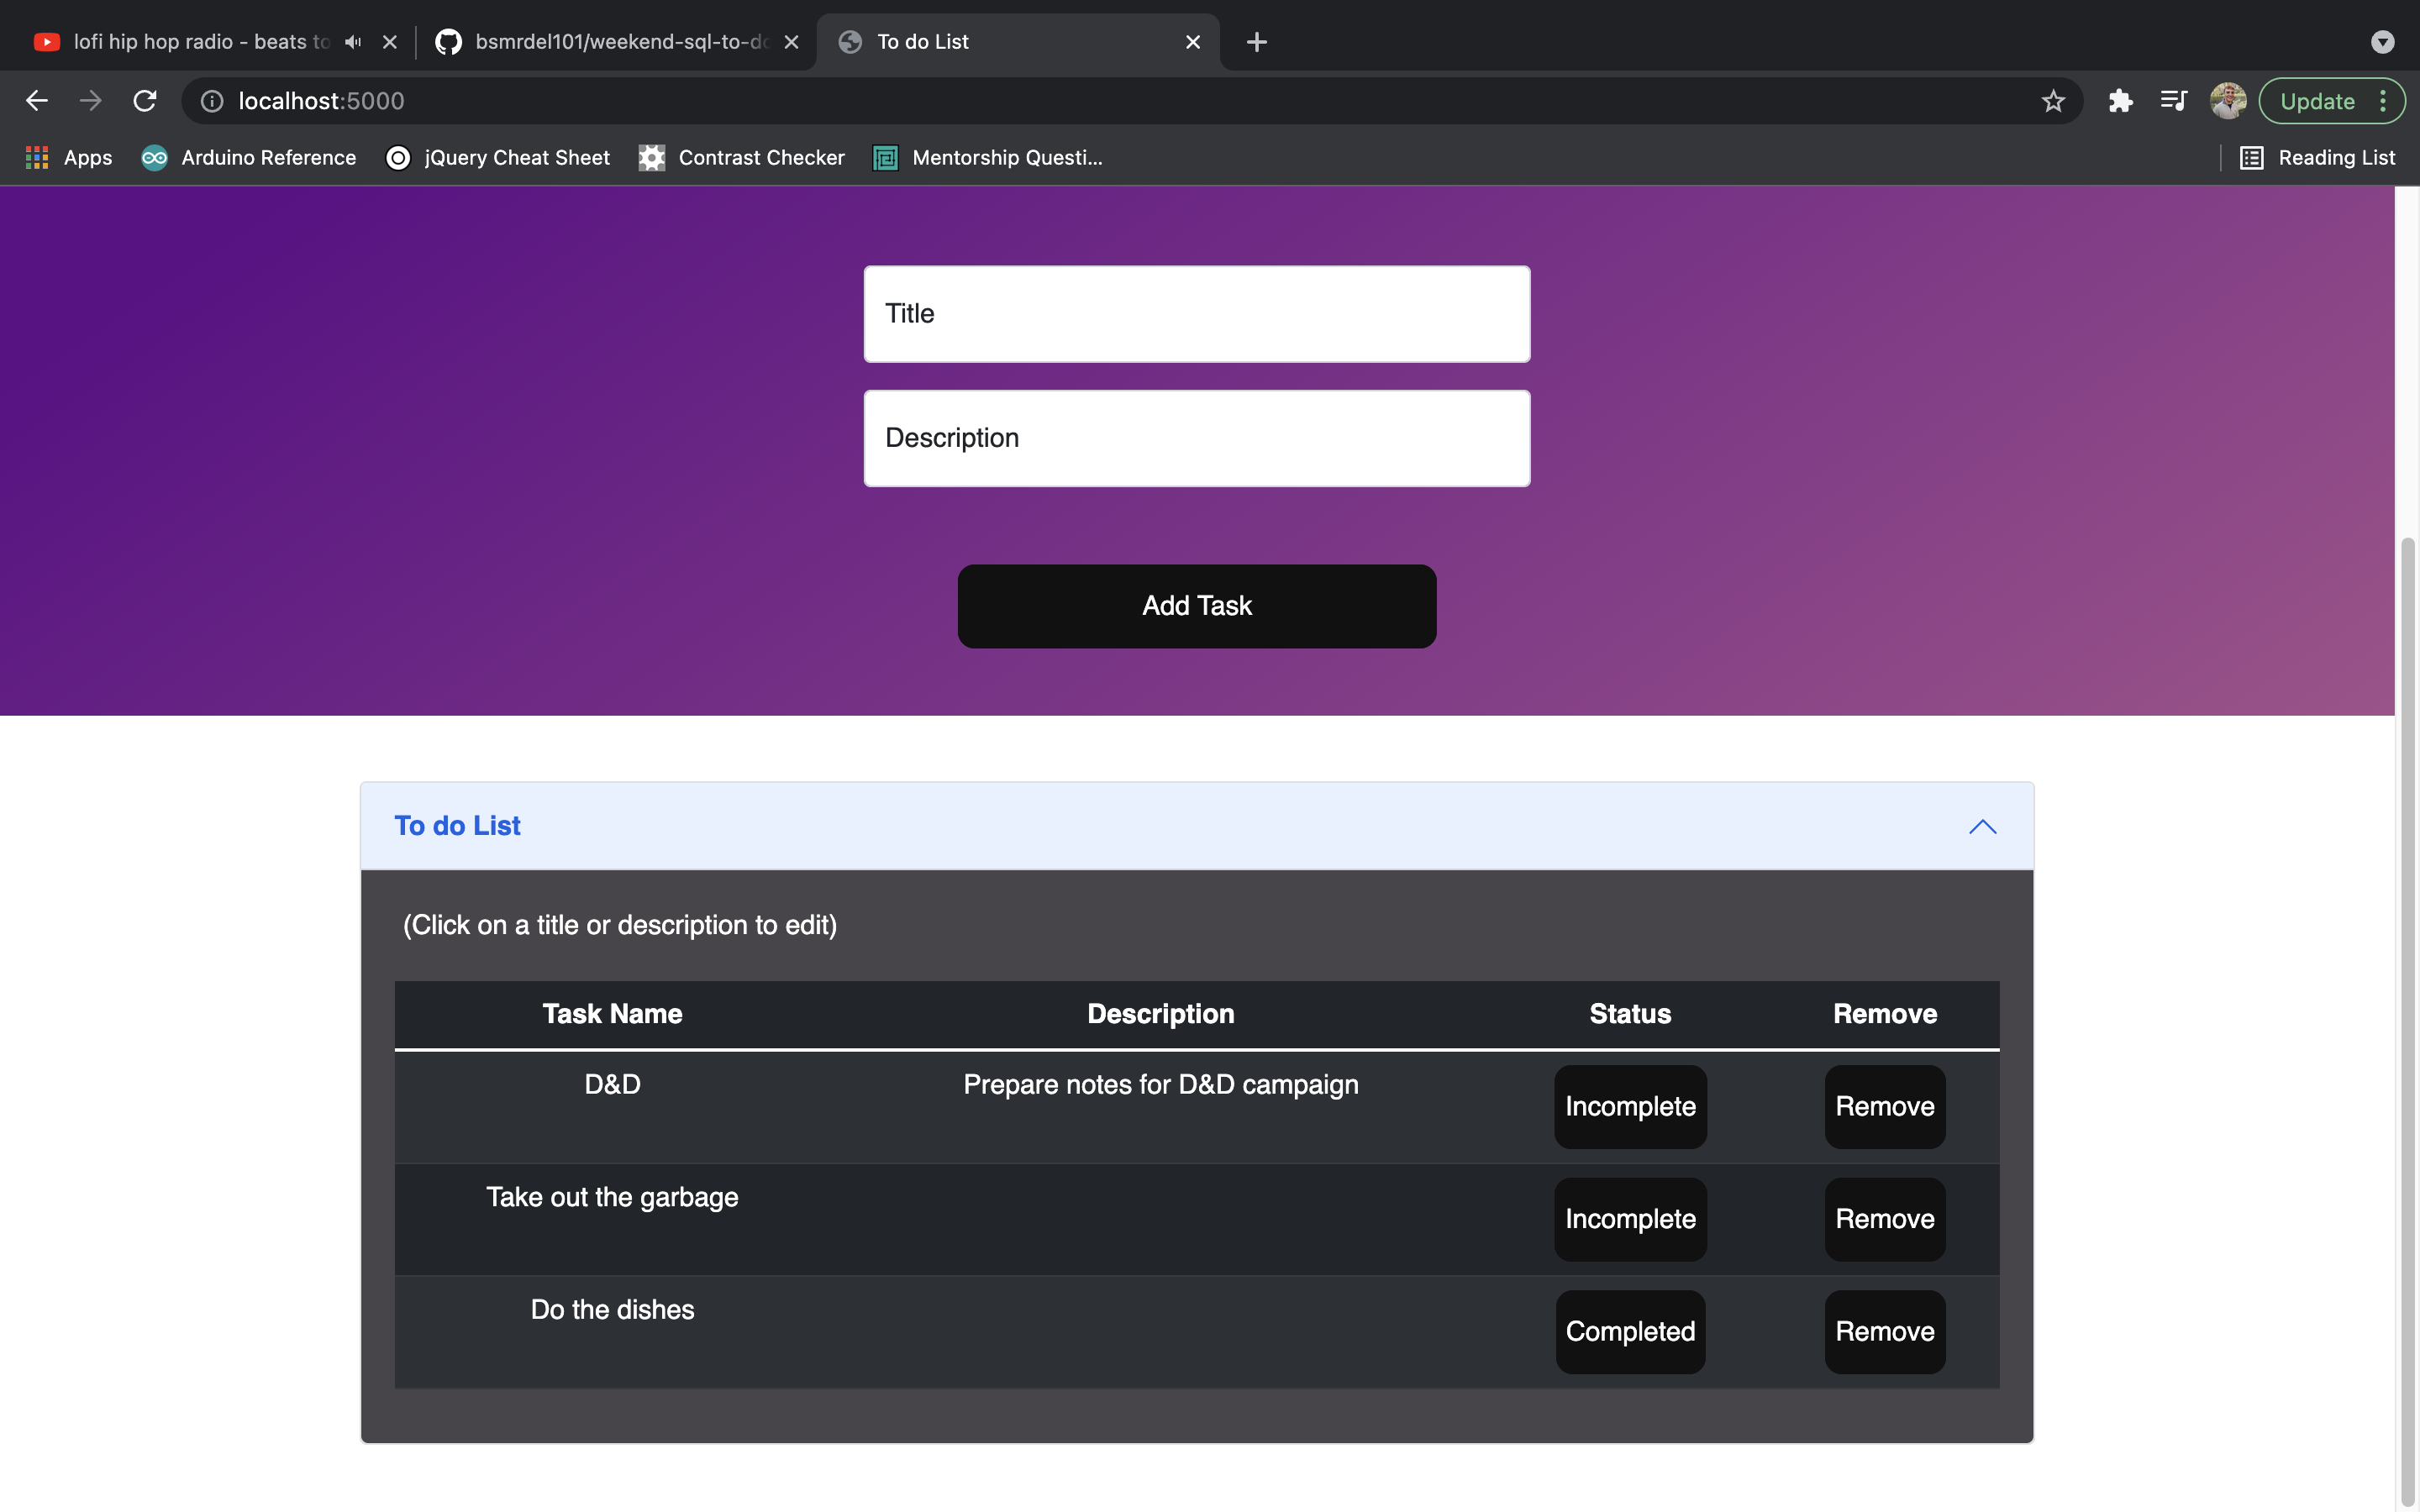 lofi hip hop radio - beats to
bsmrdel101/weekend-sql-to-do
To do List
localhost:5000
Update
Apps
Arduino Reference
jQuery Cheat Sheet
Contrast Checker
Mentorship Questi...
Reading List
Title
Description
Add Task
To do List
(Click on a title or description to edit)
Task Name Description Status Remove
D&D Prepare notes for D&D campaign Incomplete Remove
Take out the garbage Incomplete Remove
Do the dishes Completed Remove